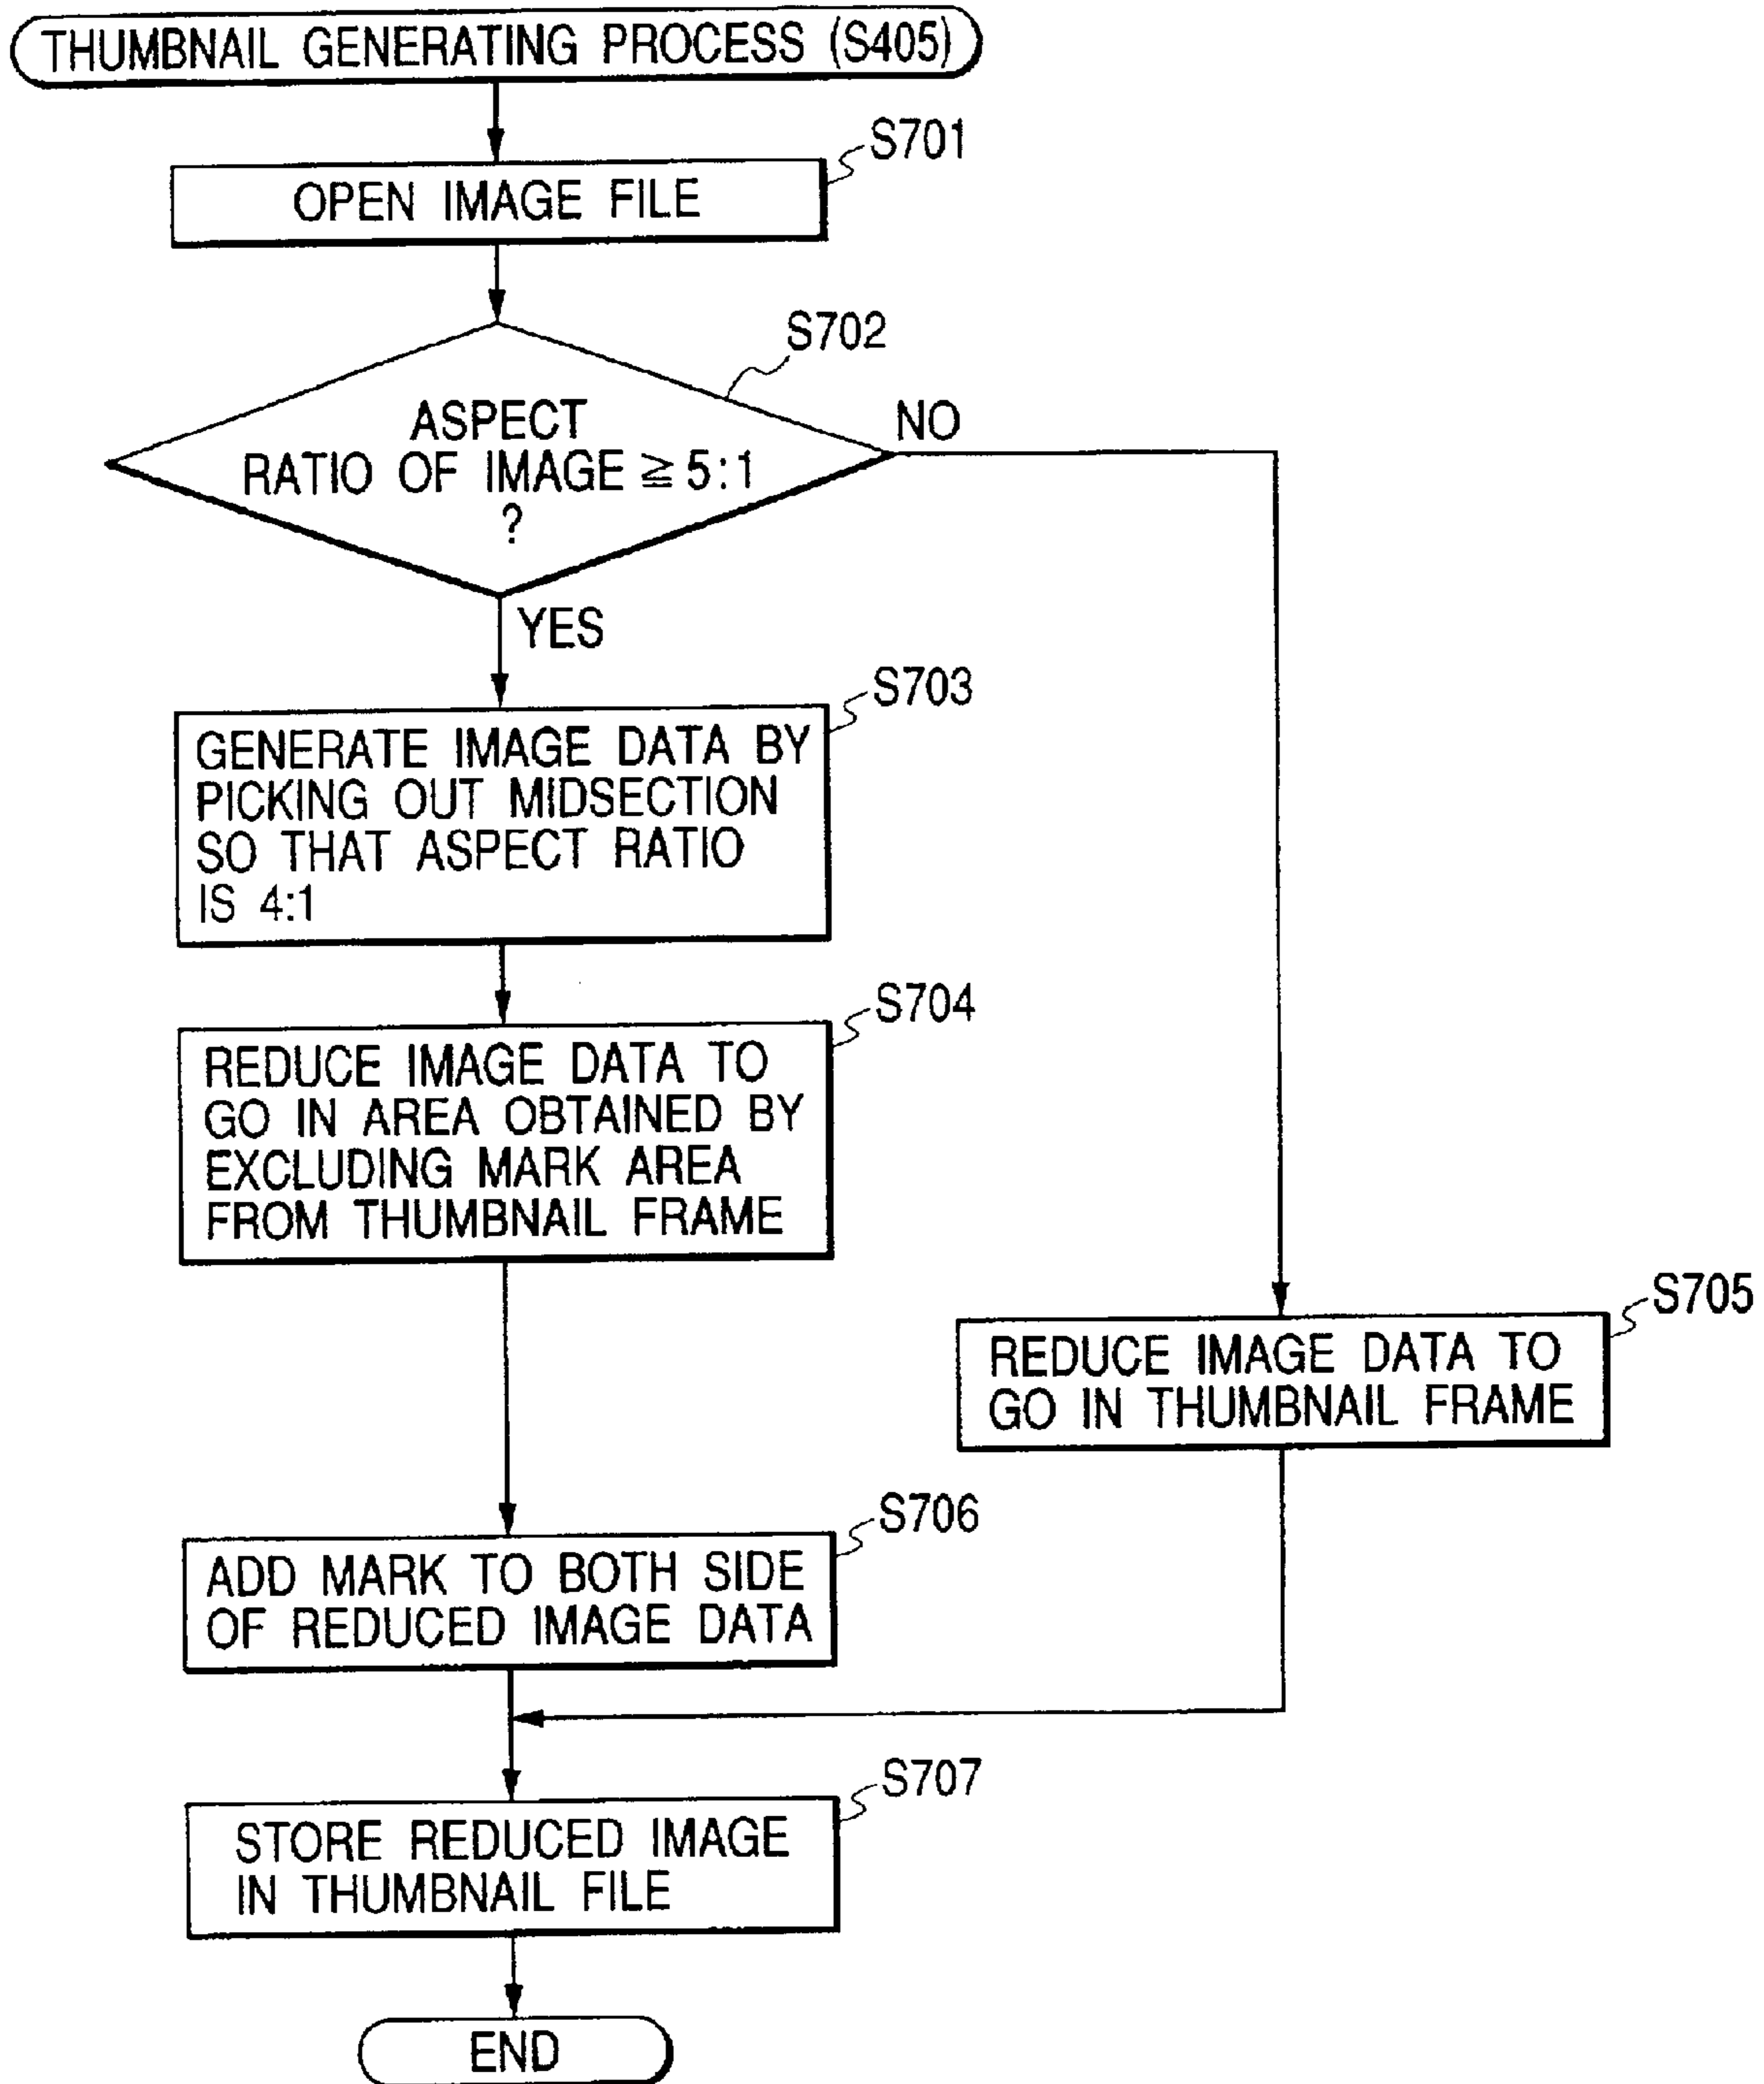 THUMBNAIL GENERATING PROCESS (S405)
S701
OPEN IMAGE FILE
S702
ASPECT
RATIO OF IMAGE ≧ 5:1
?
NO
YES
S703
GENERATE IMAGE DATA BY
PICKING OUT MIDSECTION
SO THAT ASPECT RATIO
IS 4:1
S704
REDUCE IMAGE DATA TO
GO IN AREA OBTAINED BY
EXCLUDING MARK AREA
FROM THUMBNAIL FRAME
S705
REDUCE IMAGE DATA TO
GO IN THUMBNAIL FRAME
S706
ADD MARK TO BOTH SIDE
OF REDUCED IMAGE DATA
S707
STORE REDUCED IMAGE
IN THUMBNAIL FILE
END